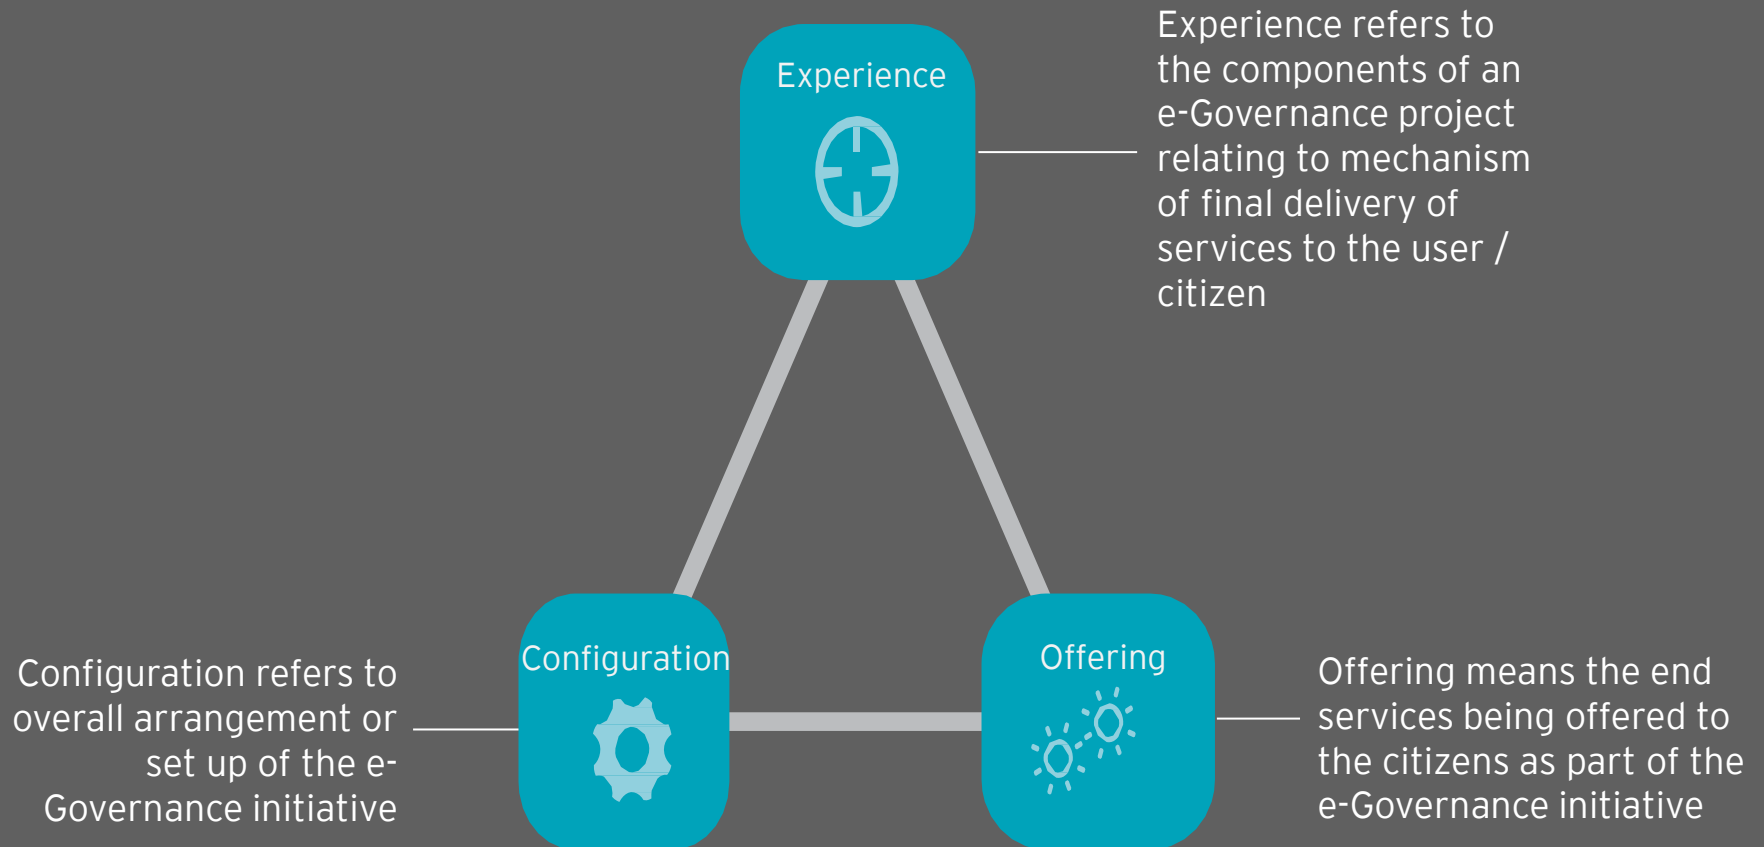 Experience
Experience refers to
the components of an
e-Governance project
relating to mechanism
of final delivery of
services to the user /
citizen
Configuration
Configuration refers to
overall arrangement or
set up of the e-
Governance initiative
Offering
Offering means the end
services being offered to
the citizens as part of the
e-Governance initiative